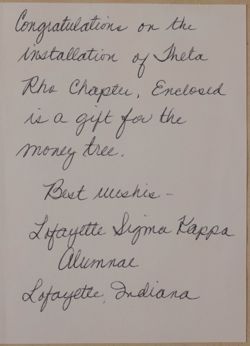 Congratulations on the
installation of Theta
Rho Chapter. Enclosed
is a gift for the
money tree.
Best wishes -
Lafayette Sigma Kappa
Alumnae
Lafayette, Indiana